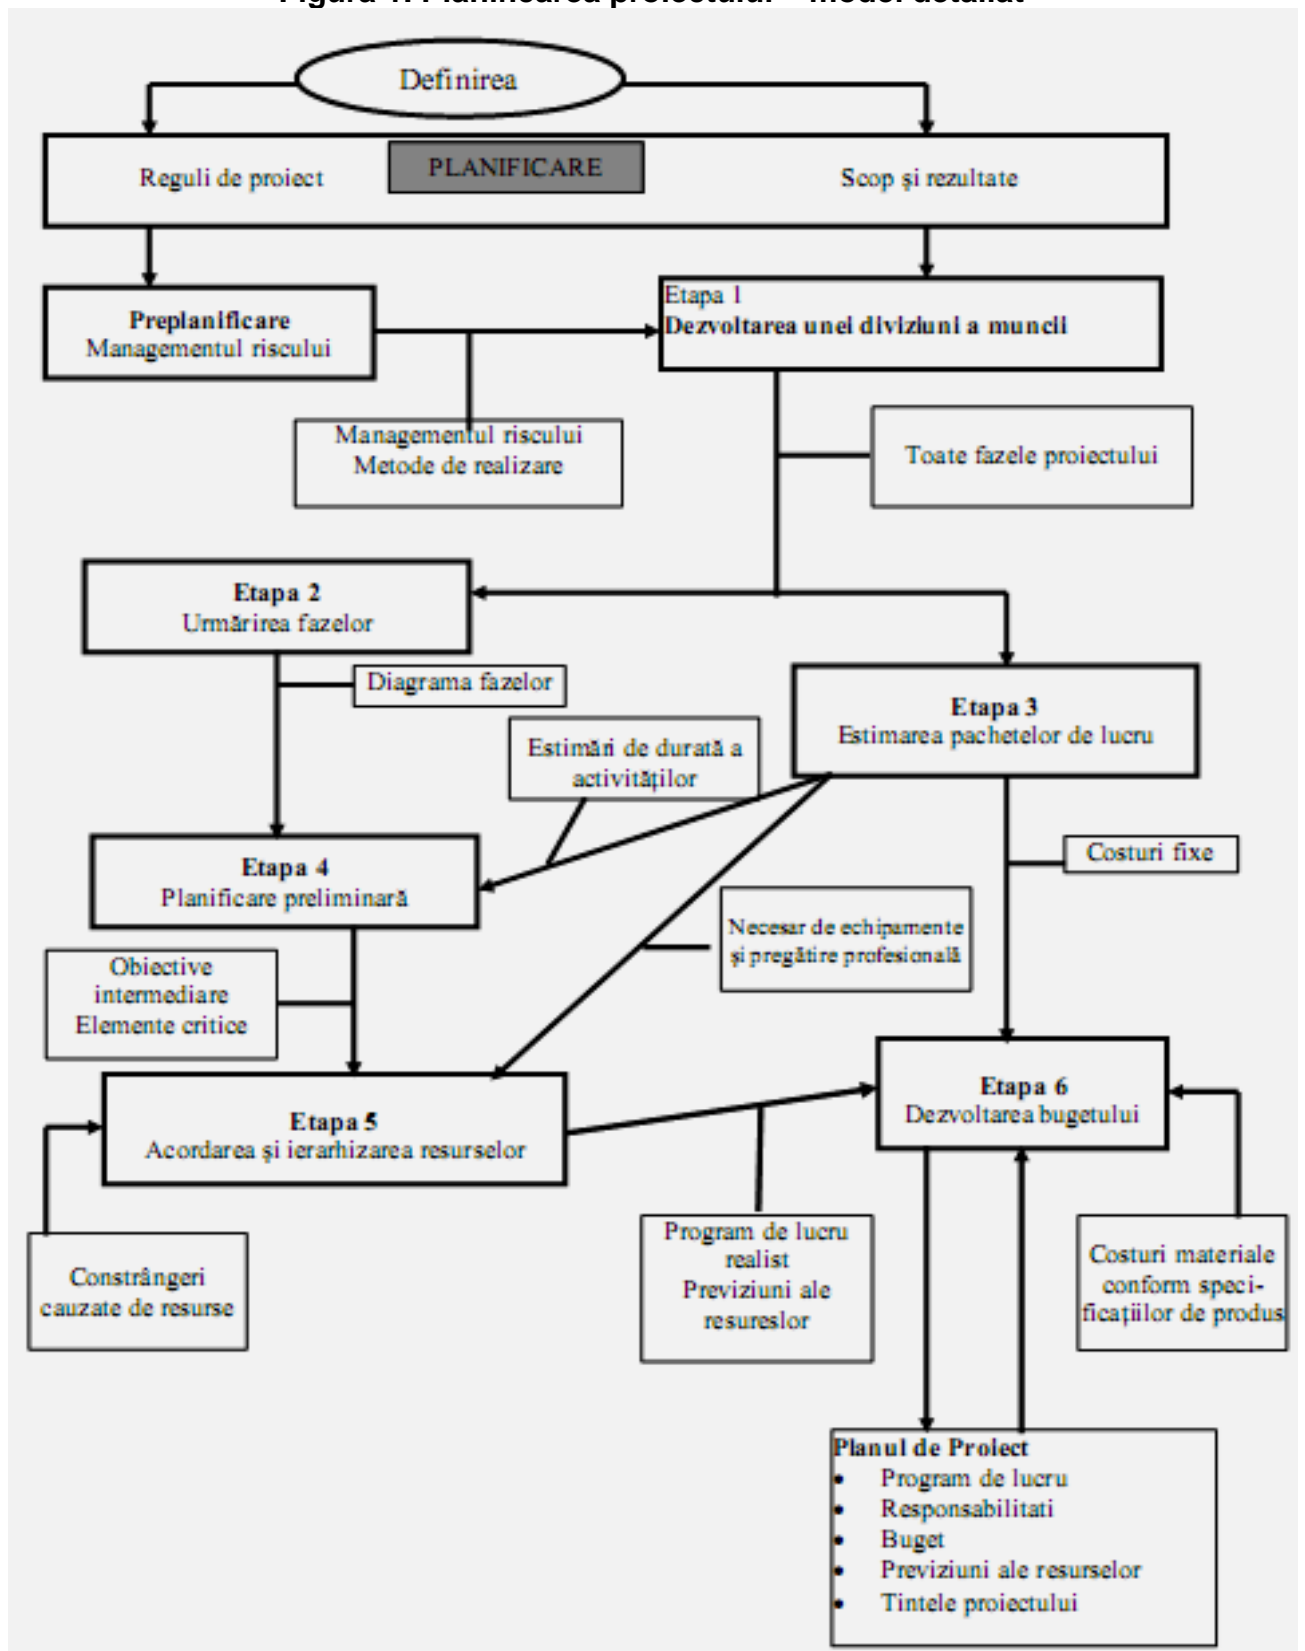 Figura 1. Planificarea proiectului – model detaliat
Definirea
Reguli de proiect
PLANIFICARE
Scop și rezultate
Preplanificare
Managementul riscului
Etapa 1
Dezvoltarea unei diviziuni a muncii
Managementul riscului
Metode de realizare
Toate fazele proiectului
Etapa 2
Urmărirea fazelor
Diagrama fazelor
Etapa 3
Estimarea pachetelor de lucru
Estimări de durată a
activităților
Costuri fixe
Etapa 4
Planificare preliminară
Necesar de echipamente
și pregătire profesională
Obiective
intermediare
Elemente critice
Etapa 5
Acordarea și ierarhizarea resurselor
Etapa 6
Dezvoltarea bugetului
Constrângeri
cauzate de resurse
Program de lucru
realist
Previziuni ale
resureslor
Costuri materiale
conform speci-
ficațiilor de produs
Planul de Proiect
• Program de lucru
• Responsabilitati
• Buget
• Previziuni ale resurselor
• Tintele proiectului